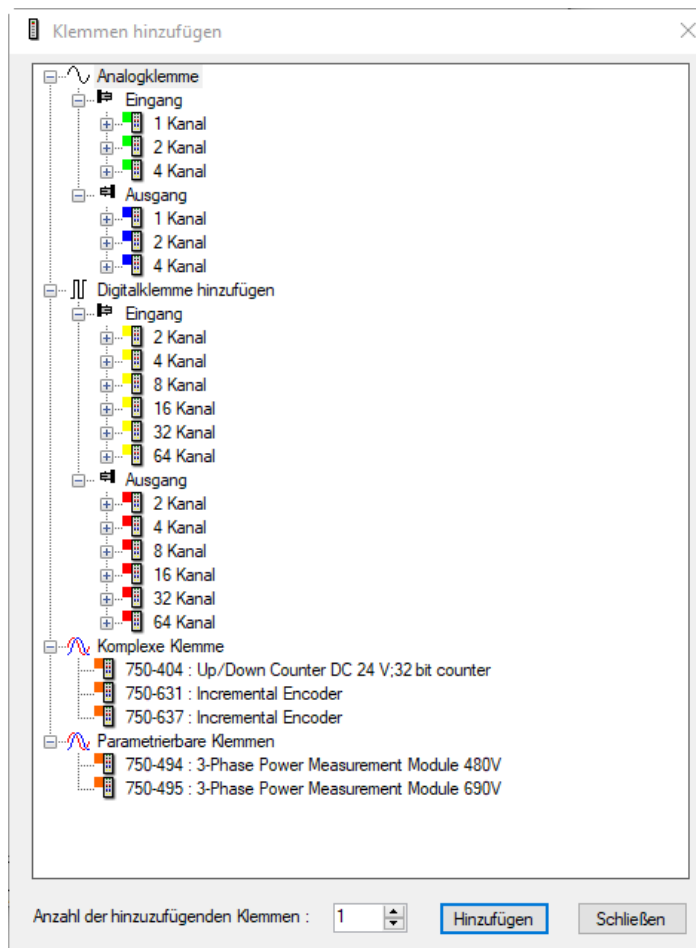 Klemmen hinzufügen
Analogklemme
Eingang
1 Kanal
2 Kanal
4 Kanal
Ausgang
1 Kanal
2 Kanal
4 Kanal
Digitalklemme hinzufügen
Eingang
2 Kanal
4 Kanal
8 Kanal
16 Kanal
32 Kanal
64 Kanal
Ausgang
2 Kanal
4 Kanal
8 Kanal
16 Kanal
32 Kanal
64 Kanal
Komplexe Klemme
750-404 : Up/Down Counter DC 24 V;32 bit counter
750-631 : Incremental Encoder
750-637 : Incremental Encoder
Parametrierbare Klemmen
750-494 : 3-Phase Power Measurement Module 480V
750-495 : 3-Phase Power Measurement Module 690V
Anzahl der hinzuzufügenden Klemmen : 1 Hinzufügen Schließen